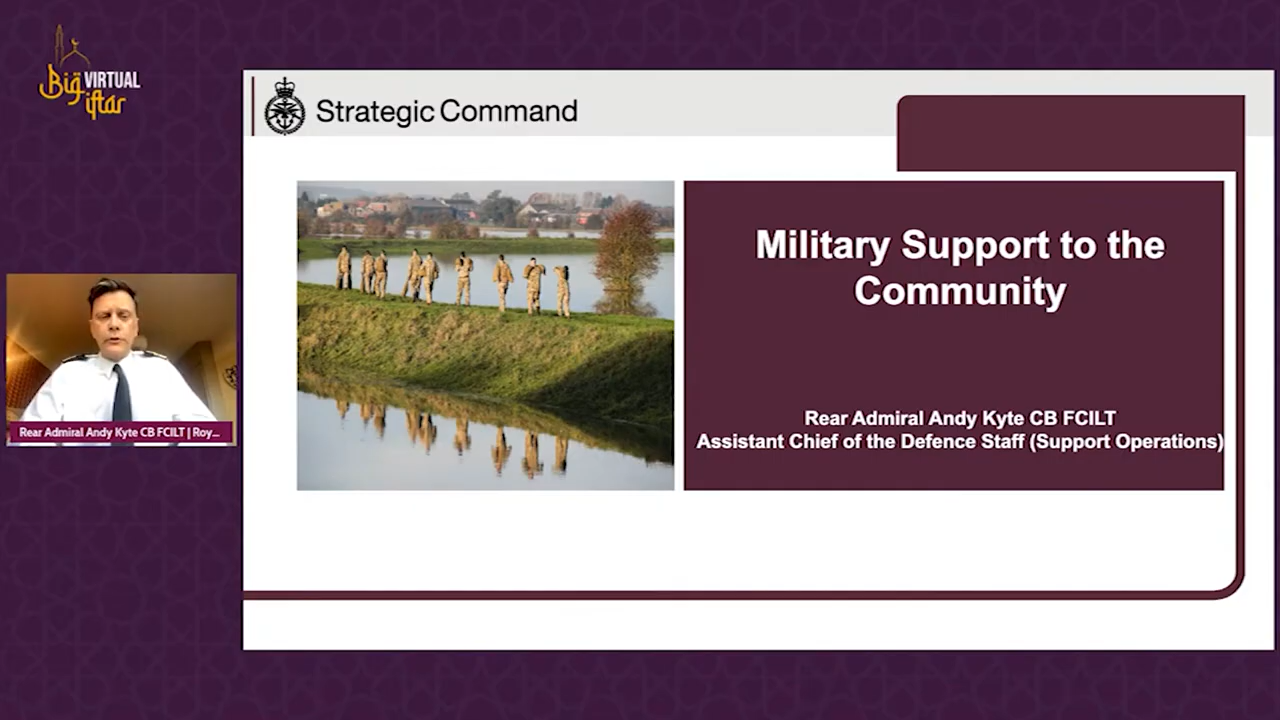 Big VIRTUAL
iftar
Strategic Command
Military Support to the
Community
Rear Admiral Andy Kyte CB FCILT
Assistant Chief of the Defence Staff (Support Operations)
Rear Admiral Andy Kyte CB FCILT | Roy...